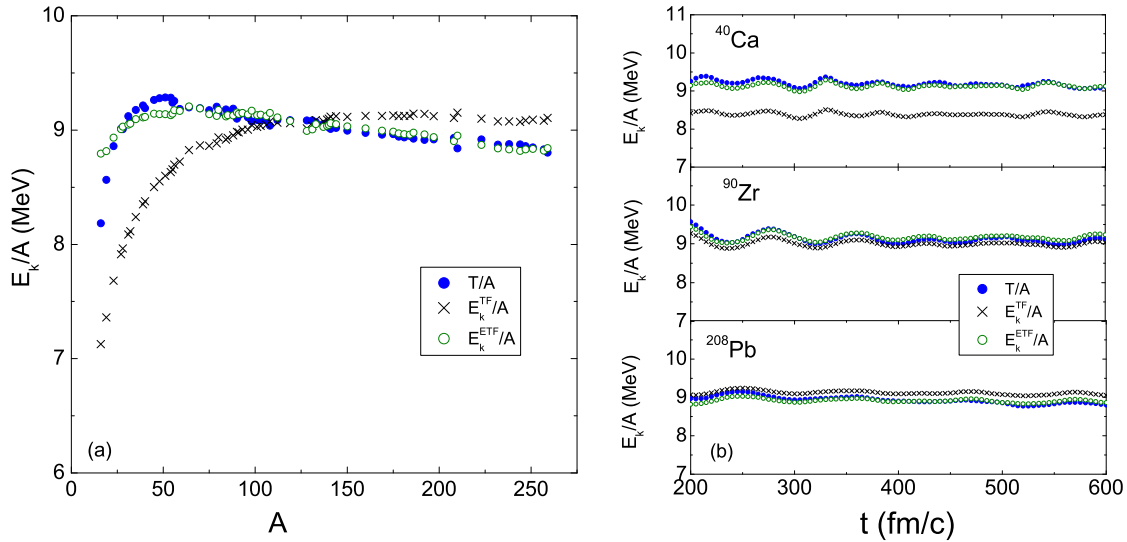 10
9
8
7
6
E_k/A (MeV)
(a)
T/A
E_k^TF/A
E_k^ETF/A
0 50 100 150 200 250
A
11
10
9
8
7
E_k/A (MeV)
^40Ca
10
9
8
7
E_k/A (MeV)
^90Zr
T/A
E_k^TF/A
E_k^ETF/A
10
9
8
7
E_k/A (MeV)
^208Pb
(b)
200 300 400 500 600
t (fm/c)